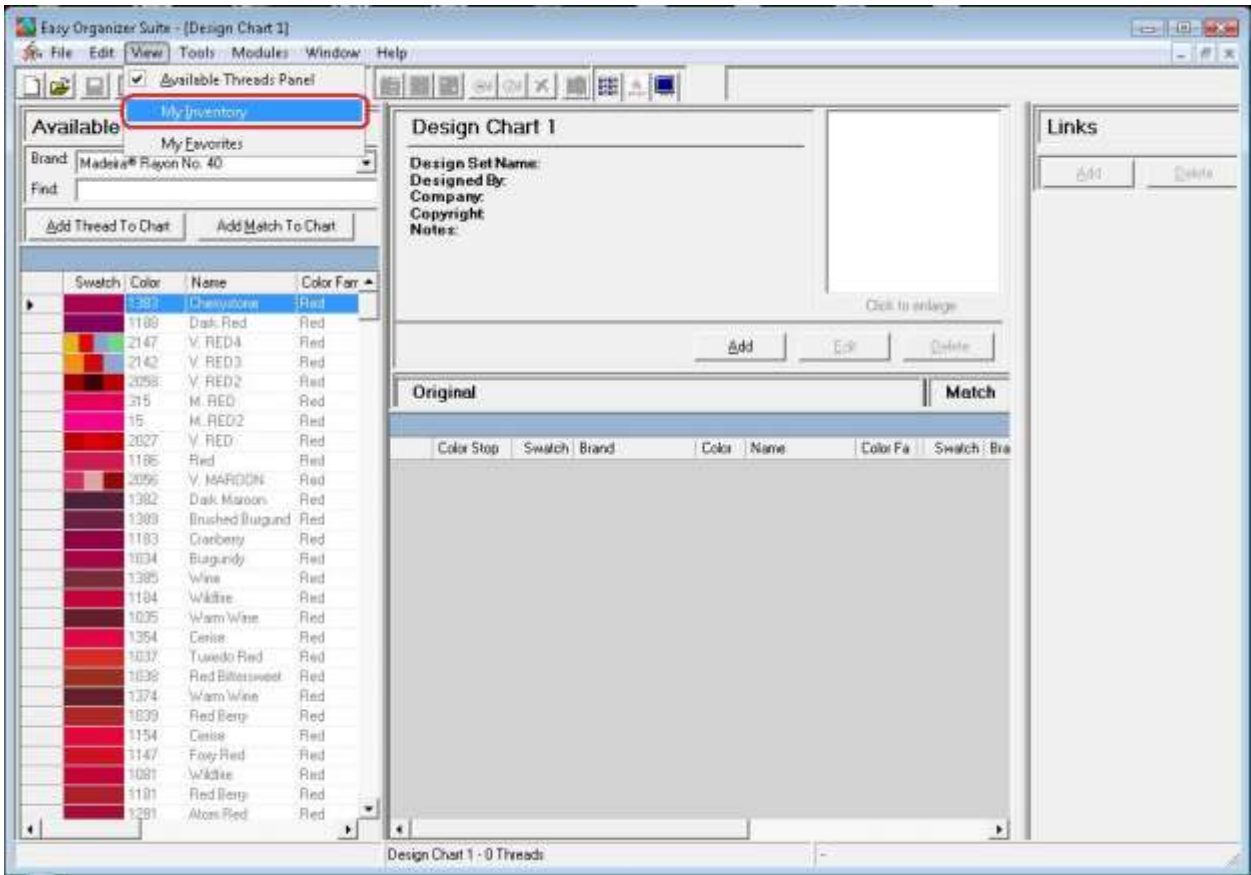 Easy Organizer Suite - [Design Chart 1]
File Edit View Tools Modules Window Help
Available Threads Panel
My Inventory
My Favorites
Available
Brand Madeira® Rayon No. 40
Find
Add Thread To Chart Add Match To Chart
Swatch Color Name Color Fam
1383 Cherrystone Red
1188 Dark Red Red
2147 V. RED4 Red
2142 V. RED3 Red
2058 V. RED2 Red
315 M. RED Red
15 M. RED2 Red
2027 V. RED Red
1186 Red Red
2056 V. MAROON Red
1382 Dark Maroon Red
1389 Brushed Burgund Red
1183 Cranberry Red
1034 Burgundy Red
1385 Wine Red
1184 Wildfire Red
1035 Warm Wine Red
1354 Cerise Red
1037 Tuxedo Red Red
1038 Red Bittersweet Red
1374 Warm Wine Red
1039 Red Berry Red
1154 Cerise Red
1147 Foxy Red Red
1081 Wildfire Red
1181 Red Berry Red
1281 Atom Red Red
Design Chart 1
Design Set Name:
Designed By:
Company:
Copyright
Notes:
Click to enlarge
Add Edit Delete
Original Match
Color Stop Swatch Brand Color Name Color Fa Swatch Bra
Links
Add Delete
Design Chart 1 - 0 Threads -